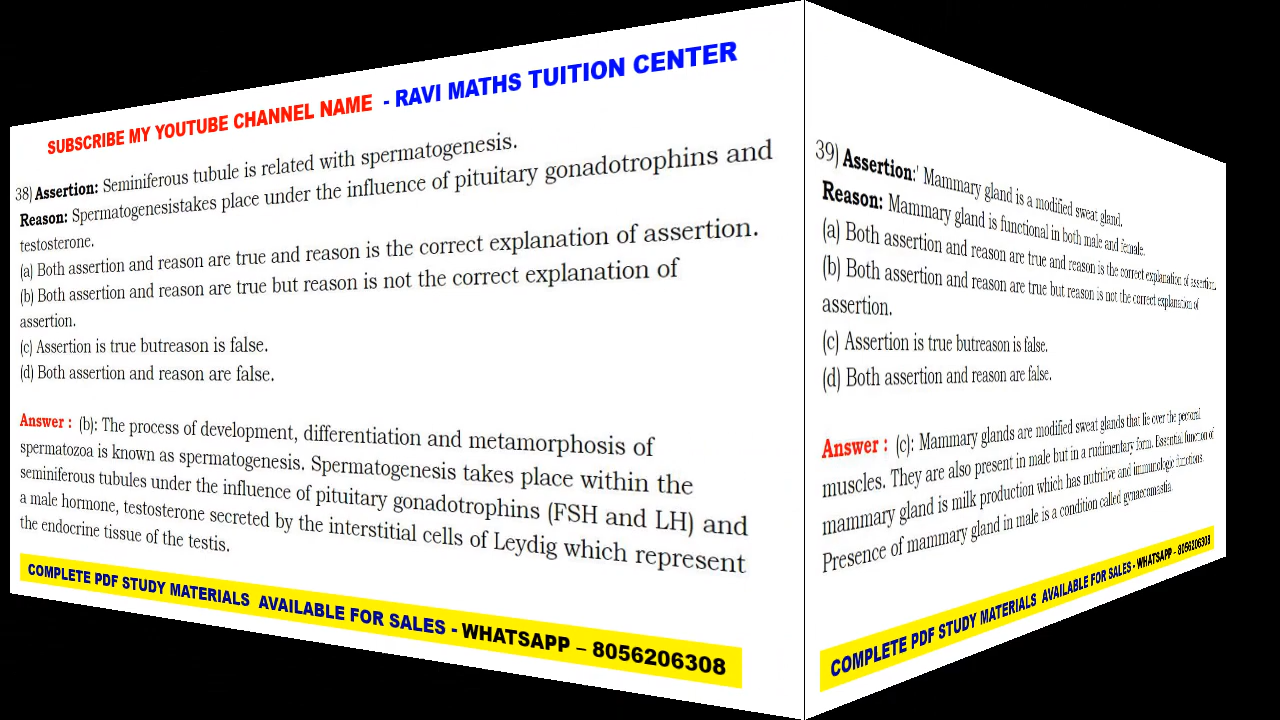 SUBSCRIBE MY YOUTUBE CHANNEL NAME - RAVI MATHS TUITION CENTER
38) Assertion: Seminiferous tubule is related with spermatogenesis.
Reason: Spermatogenesistakes place under the influence of pituitary gonadotrophins and
testosterone.
(a) Both assertion and reason are true and reason is the correct explanation of assertion.
(b) Both assertion and reason are true but reason is not the correct explanation of
assertion.
(c) Assertion is true butreason is false.
(d) Both assertion and reason are false.
Answer : (b): The process of development, differentiation and metamorphosis of
spermatozoa is known as spermatogenesis. Spermatogenesis takes place within the
seminiferous tubules under the influence of pituitary gonadotrophins (FSH and LH) and
a male hormone, testosterone secreted by the interstitial cells of Leydig which represent
the endocrine tissue of the testis.
COMPLETE PDF STUDY MATERIALS AVAILABLE FOR SALES - WHATSAPP – 8056206308
39) Assertion:' Mammary gland is a modified sweat gland.
Reason: Mammary gland is functional in both male and female.
(a) Both assertion and reason are true and reason is the correct explanation of assertion.
(b) Both assertion and reason are true but reason is not the correct explanation of
assertion.
(c) Assertion is true butreason is false.
(d) Both assertion and reason are false.
Answer : (c): Mammary glands are modified sweat glands that lie over the pectoral
muscles. They are also present in male but in a rudimentary form. Essential function of
mammary gland is milk production which has nutritive and immunologic functions.
Presence of mammary gland in male is a condition called gynaecomastia.
COMPLETE PDF STUDY MATERIALS AVAILABLE FOR SALES - WHATSAPP – 8056206308